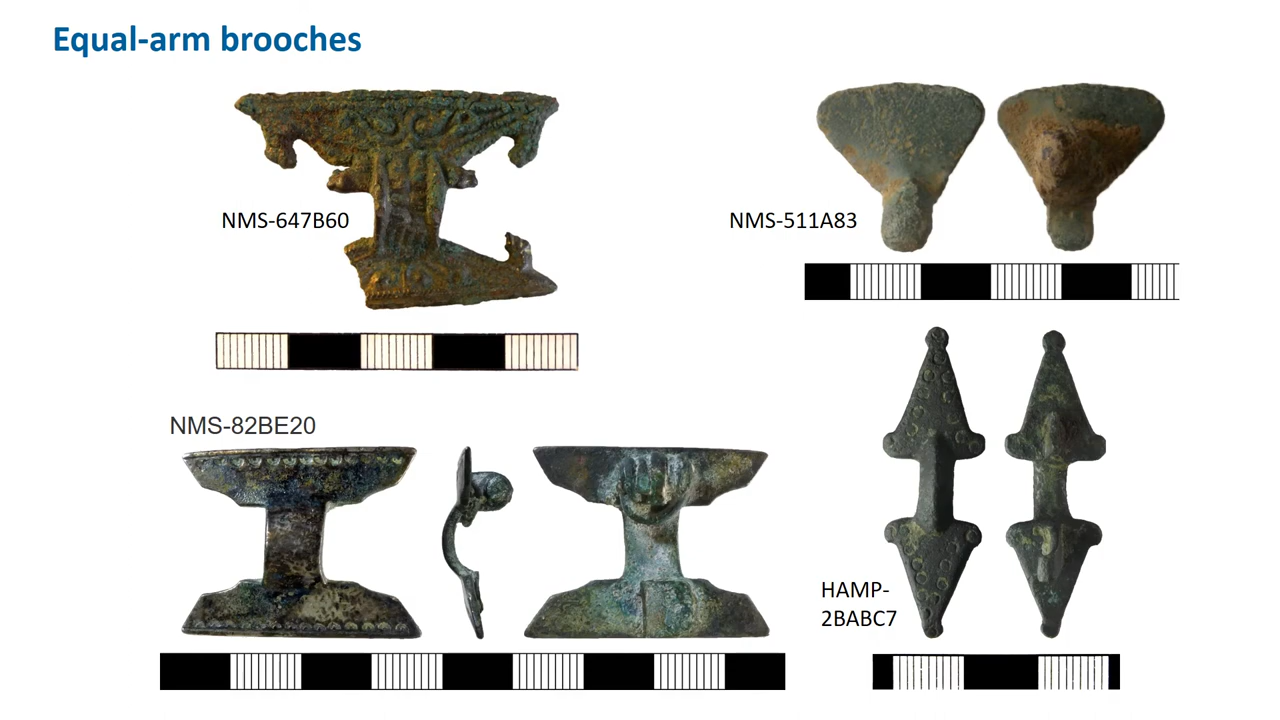 Equal-arm brooches
NMS-647B60
NMS-511A83
NMS-82BE20
HAMP-
2BABC7